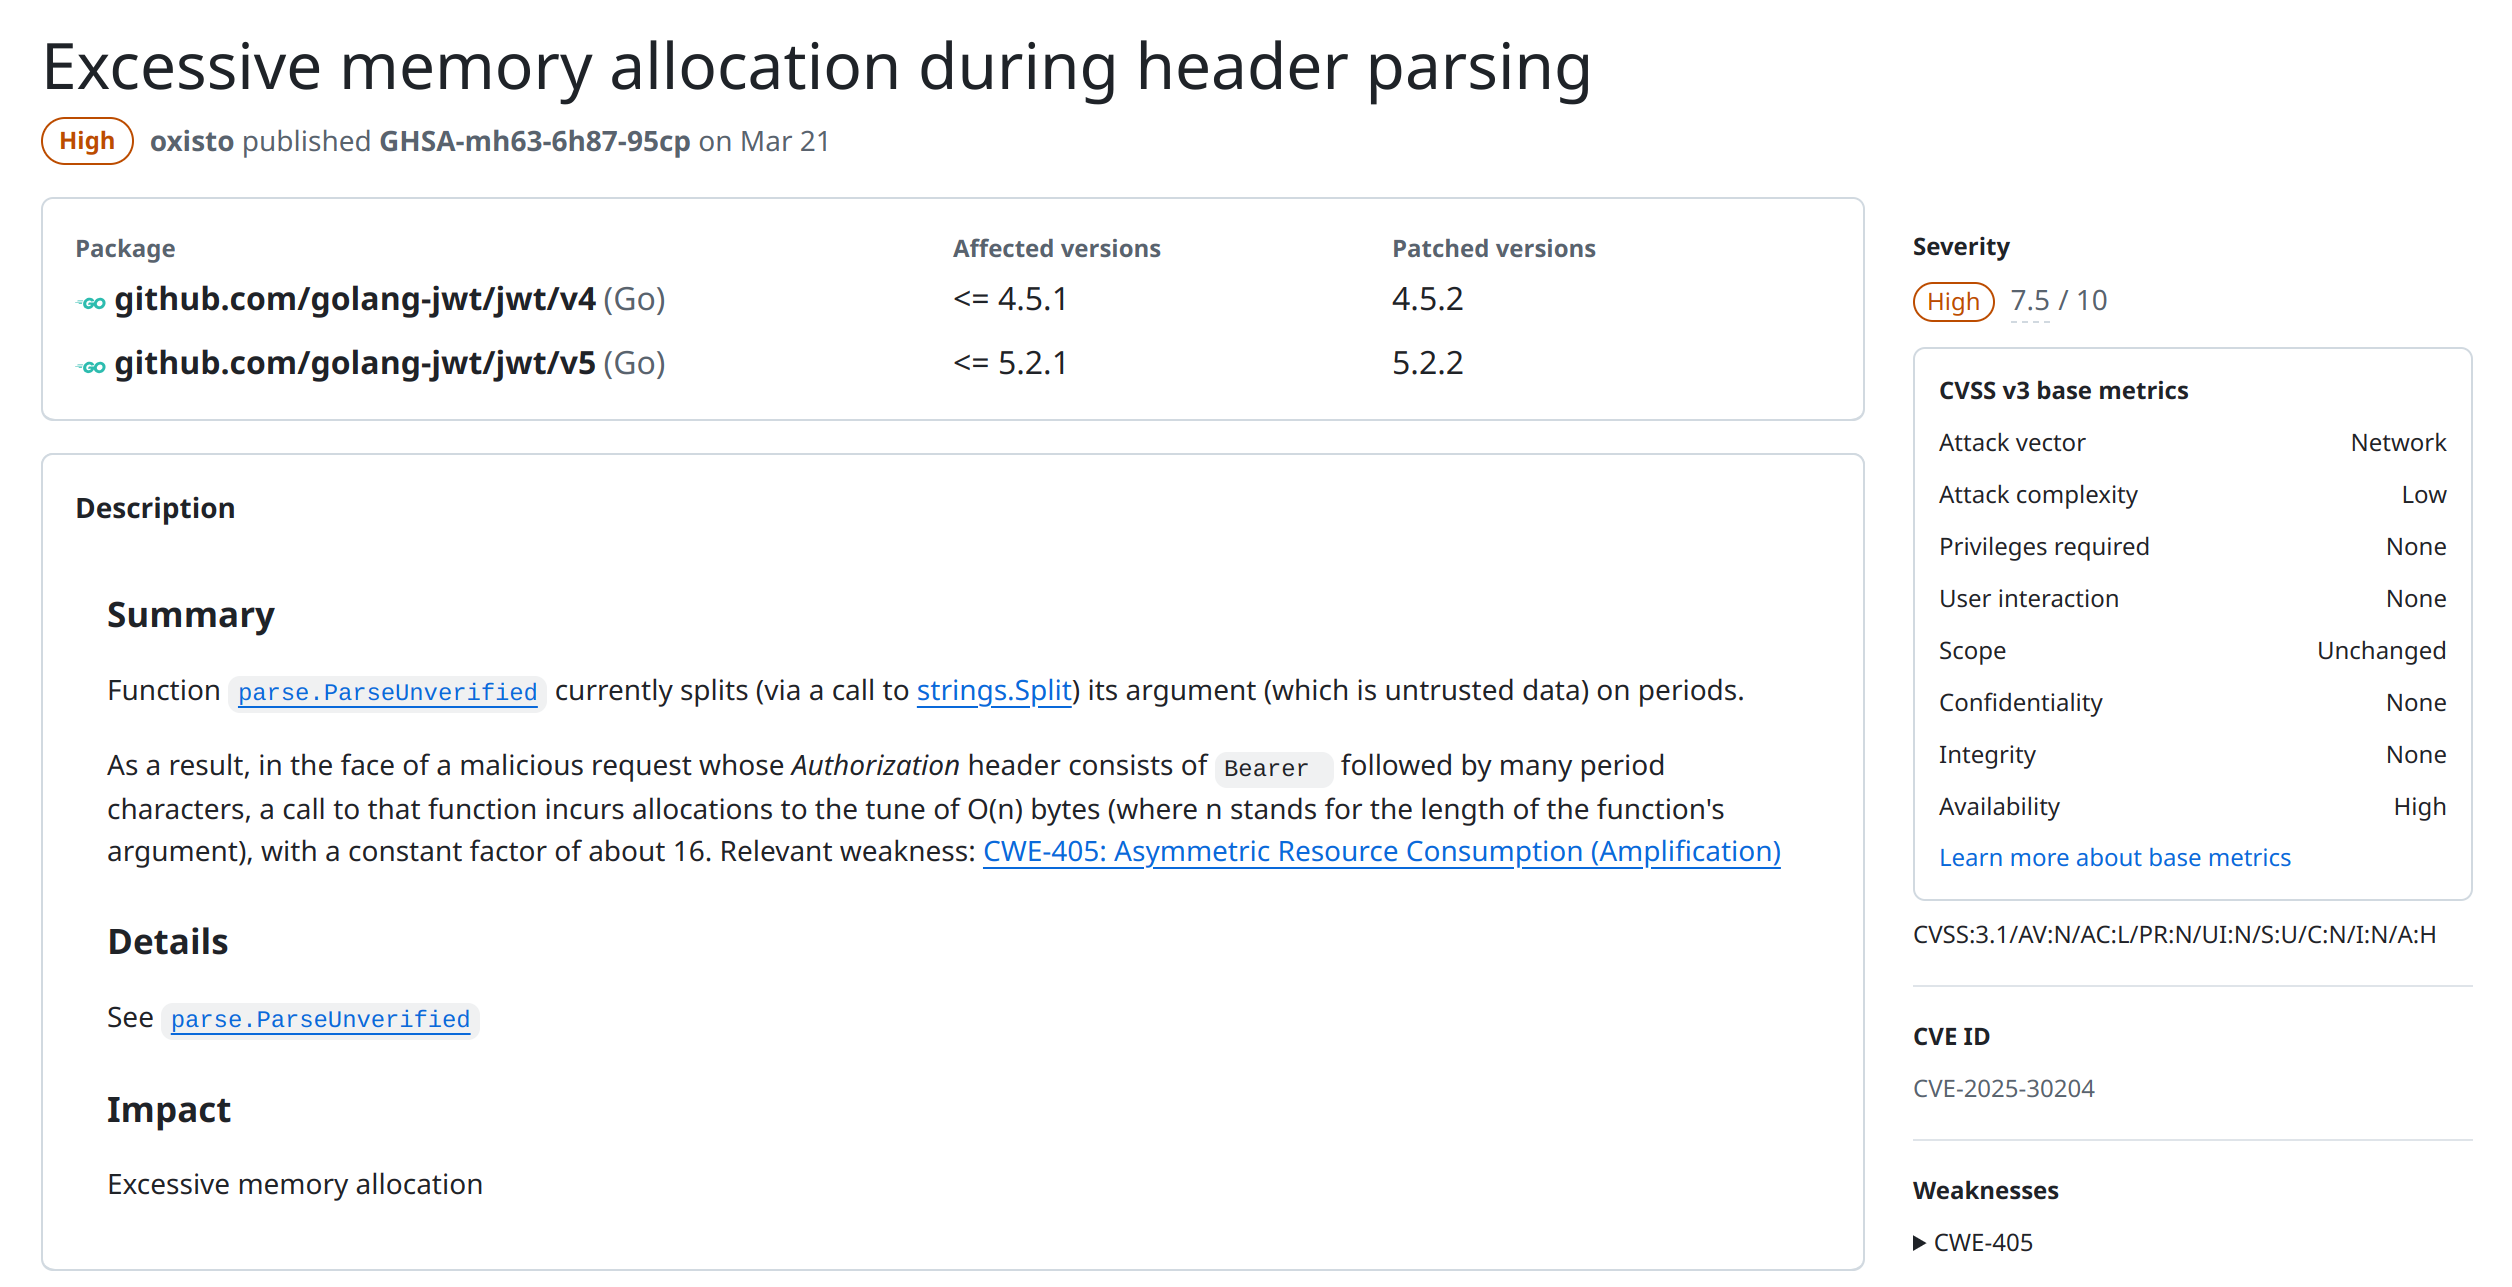 Excessive memory allocation during header parsing
High oxisto published GHSA-mh63-6h87-95cp on Mar 21
Package Affected versions Patched versions
GO github.com/golang-jwt/jwt/v4 (Go) <= 4.5.1 4.5.2
GO github.com/golang-jwt/jwt/v5 (Go) <= 5.2.1 5.2.2
Description
Summary
Function parse.ParseUnverified currently splits (via a call to strings.Split) its argument (which is untrusted data) on periods.
As a result, in the face of a malicious request whose Authorization header consists of Bearer followed by many period
characters, a call to that function incurs allocations to the tune of O(n) bytes (where n stands for the length of the function's
argument), with a constant factor of about 16. Relevant weakness: CWE-405: Asymmetric Resource Consumption (Amplification)
Details
See parse.ParseUnverified
Impact
Excessive memory allocation
Severity
High 7.5 / 10
CVSS v3 base metrics
Attack vector Network
Attack complexity Low
Privileges required None
User interaction None
Scope Unchanged
Confidentiality None
Integrity None
Availability High
Learn more about base metrics
CVSS:3.1/AV:N/AC:L/PR:N/UI:N/S:U/C:N/I:N/A:H
CVE ID
CVE-2025-30204
Weaknesses
CWE-405